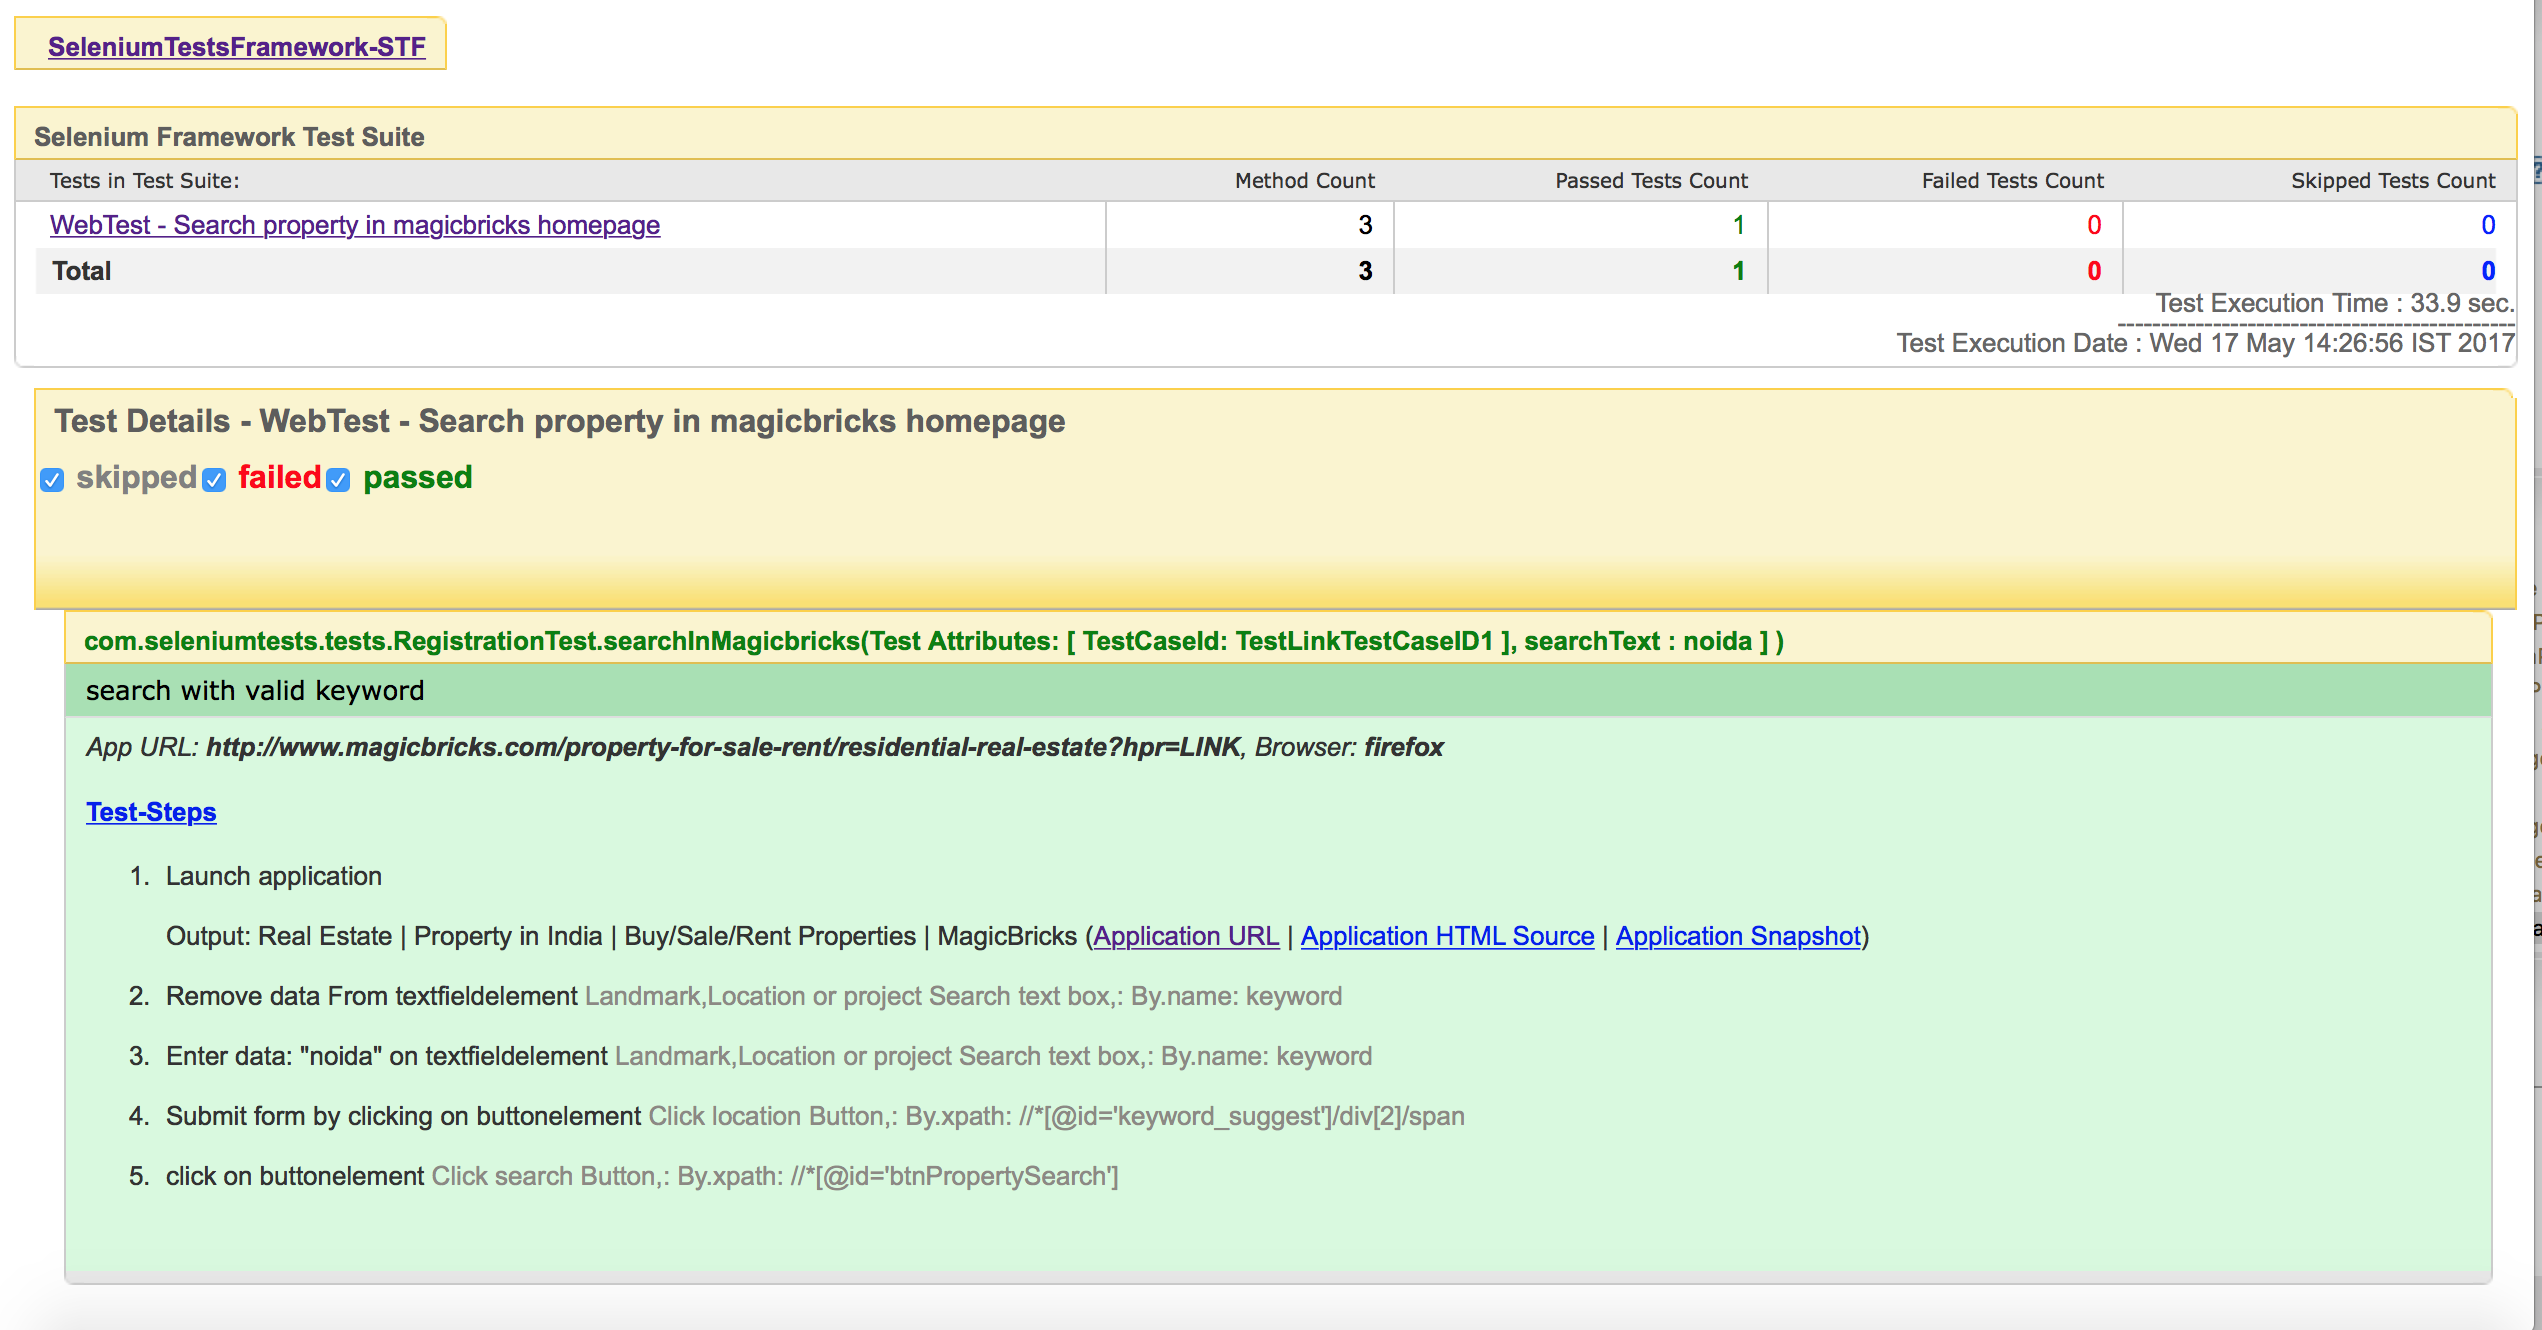 SeleniumTestsFramework-STF
Selenium Framework Test Suite
Tests in Test Suite: Method Count Passed Tests Count Failed Tests Count Skipped Tests Count
WebTest - Search property in magicbricks homepage 3 1 0 0
Total 3 1 0 0
Test Execution Time : 33.9 sec.
----------------------------------------------
Test Execution Date : Wed 17 May 14:26:56 IST 2017
Test Details - WebTest - Search property in magicbricks homepage
skipped failed passed
com.seleniumtests.tests.RegistrationTest.searchInMagicbricks(Test Attributes: [ TestCaseId: TestLinkTestCaseID1 ], searchText : noida ] )
search with valid keyword
App URL: http://www.magicbricks.com/property-for-sale-rent/residential-real-estate?hpr=LINK, Browser: firefox
Test-Steps
1. Launch application
Output: Real Estate | Property in India | Buy/Sale/Rent Properties | MagicBricks (Application URL | Application HTML Source | Application Snapshot)
2. Remove data From textfieldelement Landmark,Location or project Search text box,: By.name: keyword
3. Enter data: "noida" on textfieldelement Landmark,Location or project Search text box,: By.name: keyword
4. Submit form by clicking on buttonelement Click location Button,: By.xpath: //*[@id='keyword_suggest']/div[2]/span
5. click on buttonelement Click search Button,: By.xpath: //*[@id='btnPropertySearch']